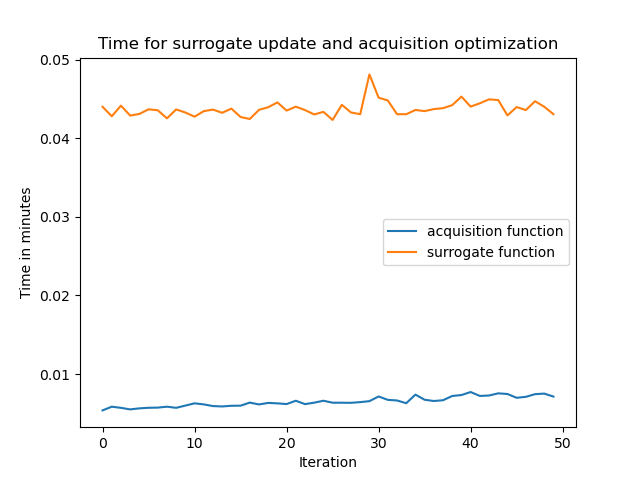 Time for surrogate update and acquisition optimization
0.05
0.04
0.03
0.02
0.01
Time in minutes
acquisition function
surrogate function
0 10 20 30 40 50
Iteration